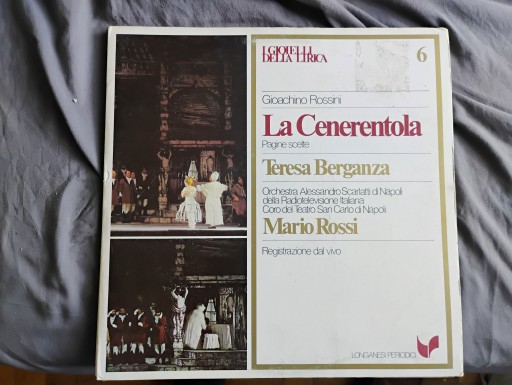 I GIOIELLI
DELLA LIRICA
6
Gioachino Rossini
La Cenerentola
Pagine scelte
Teresa Berganza
Orchestra Alessandro Scarlatti di Napoli
della Radiotelevisione Italiana
Coro del Teatro San Carlo di Napoli
Mario Rossi
Registrazione dal vivo
LONGANESI PERIODICI